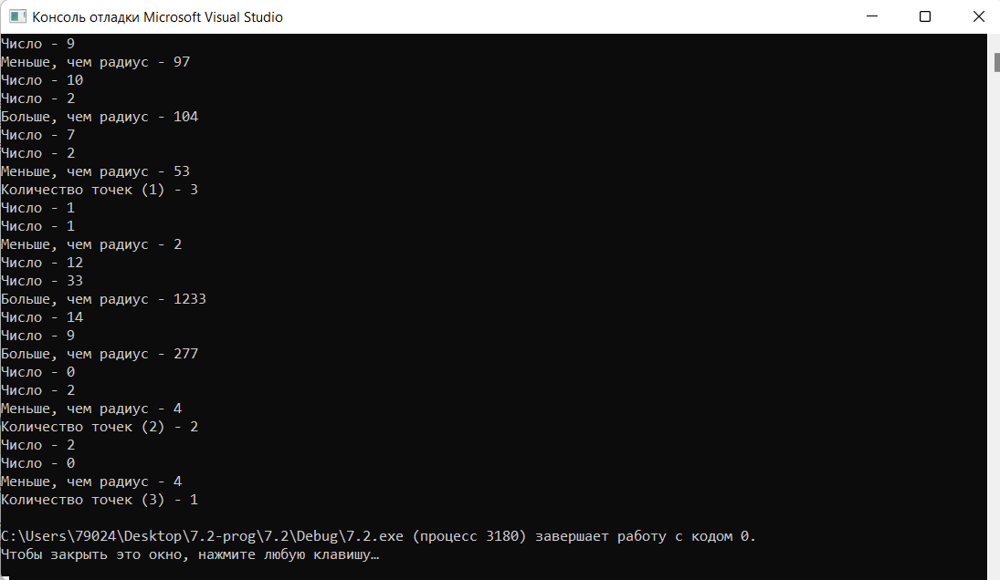 Консоль отладки Microsoft Visual Studio
Число - 9
Меньше, чем радиус - 97
Число - 10
Число - 2
Больше, чем радиус - 104
Число - 7
Число - 2
Меньше, чем радиус - 53
Количество точек (1) - 3
Число - 1
Число - 1
Меньше, чем радиус - 2
Число - 12
Число - 33
Больше, чем радиус - 1233
Число - 14
Число - 9
Больше, чем радиус - 277
Число - 0
Число - 2
Меньше, чем радиус - 4
Количество точек (2) - 2
Число - 2
Число - 0
Меньше, чем радиус - 4
Количество точек (3) - 1
C:\Users\79024\Desktop\7.2-prog\7.2\Debug\7.2.exe (процесс 3180) завершает работу с кодом 0.
Чтобы закрыть это окно, нажмите любую клавишу…